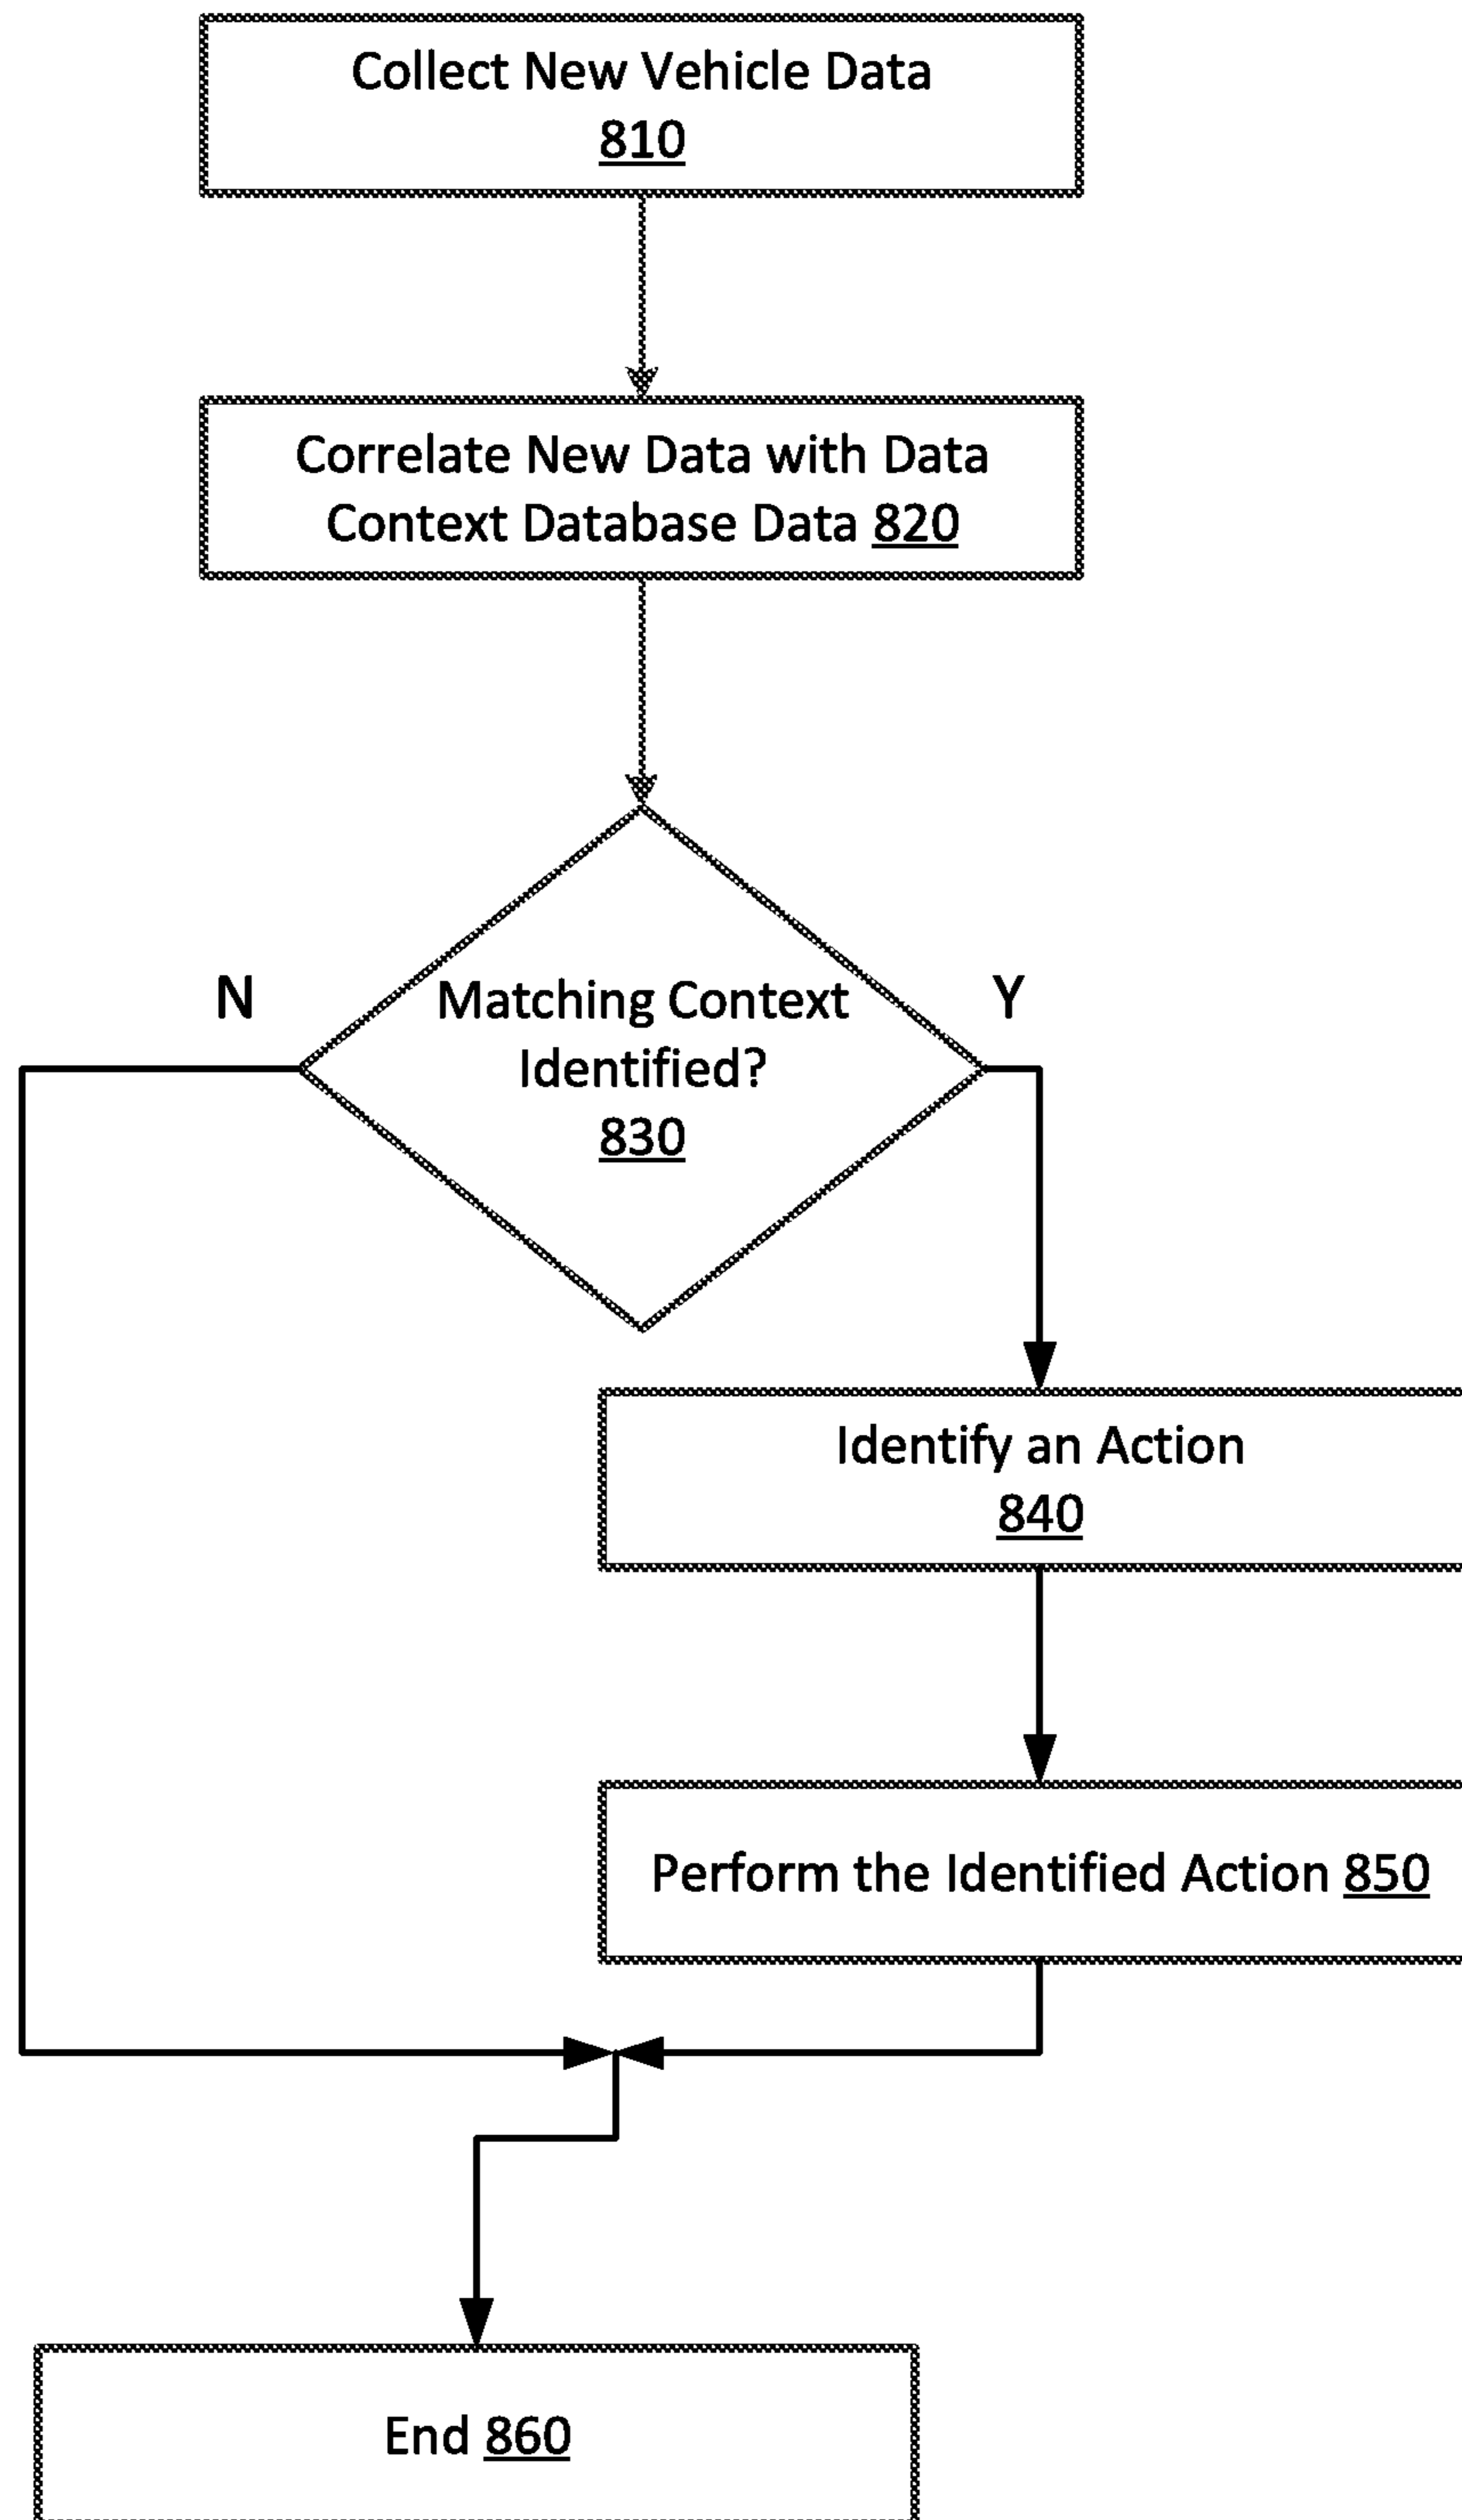 Collect New Vehicle Data
810
Correlate New Data with Data
Context Database Data 820
N
Y
Matching Context
Identified?
830
Identify an Action
840
Perform the Identified Action 850
End 860